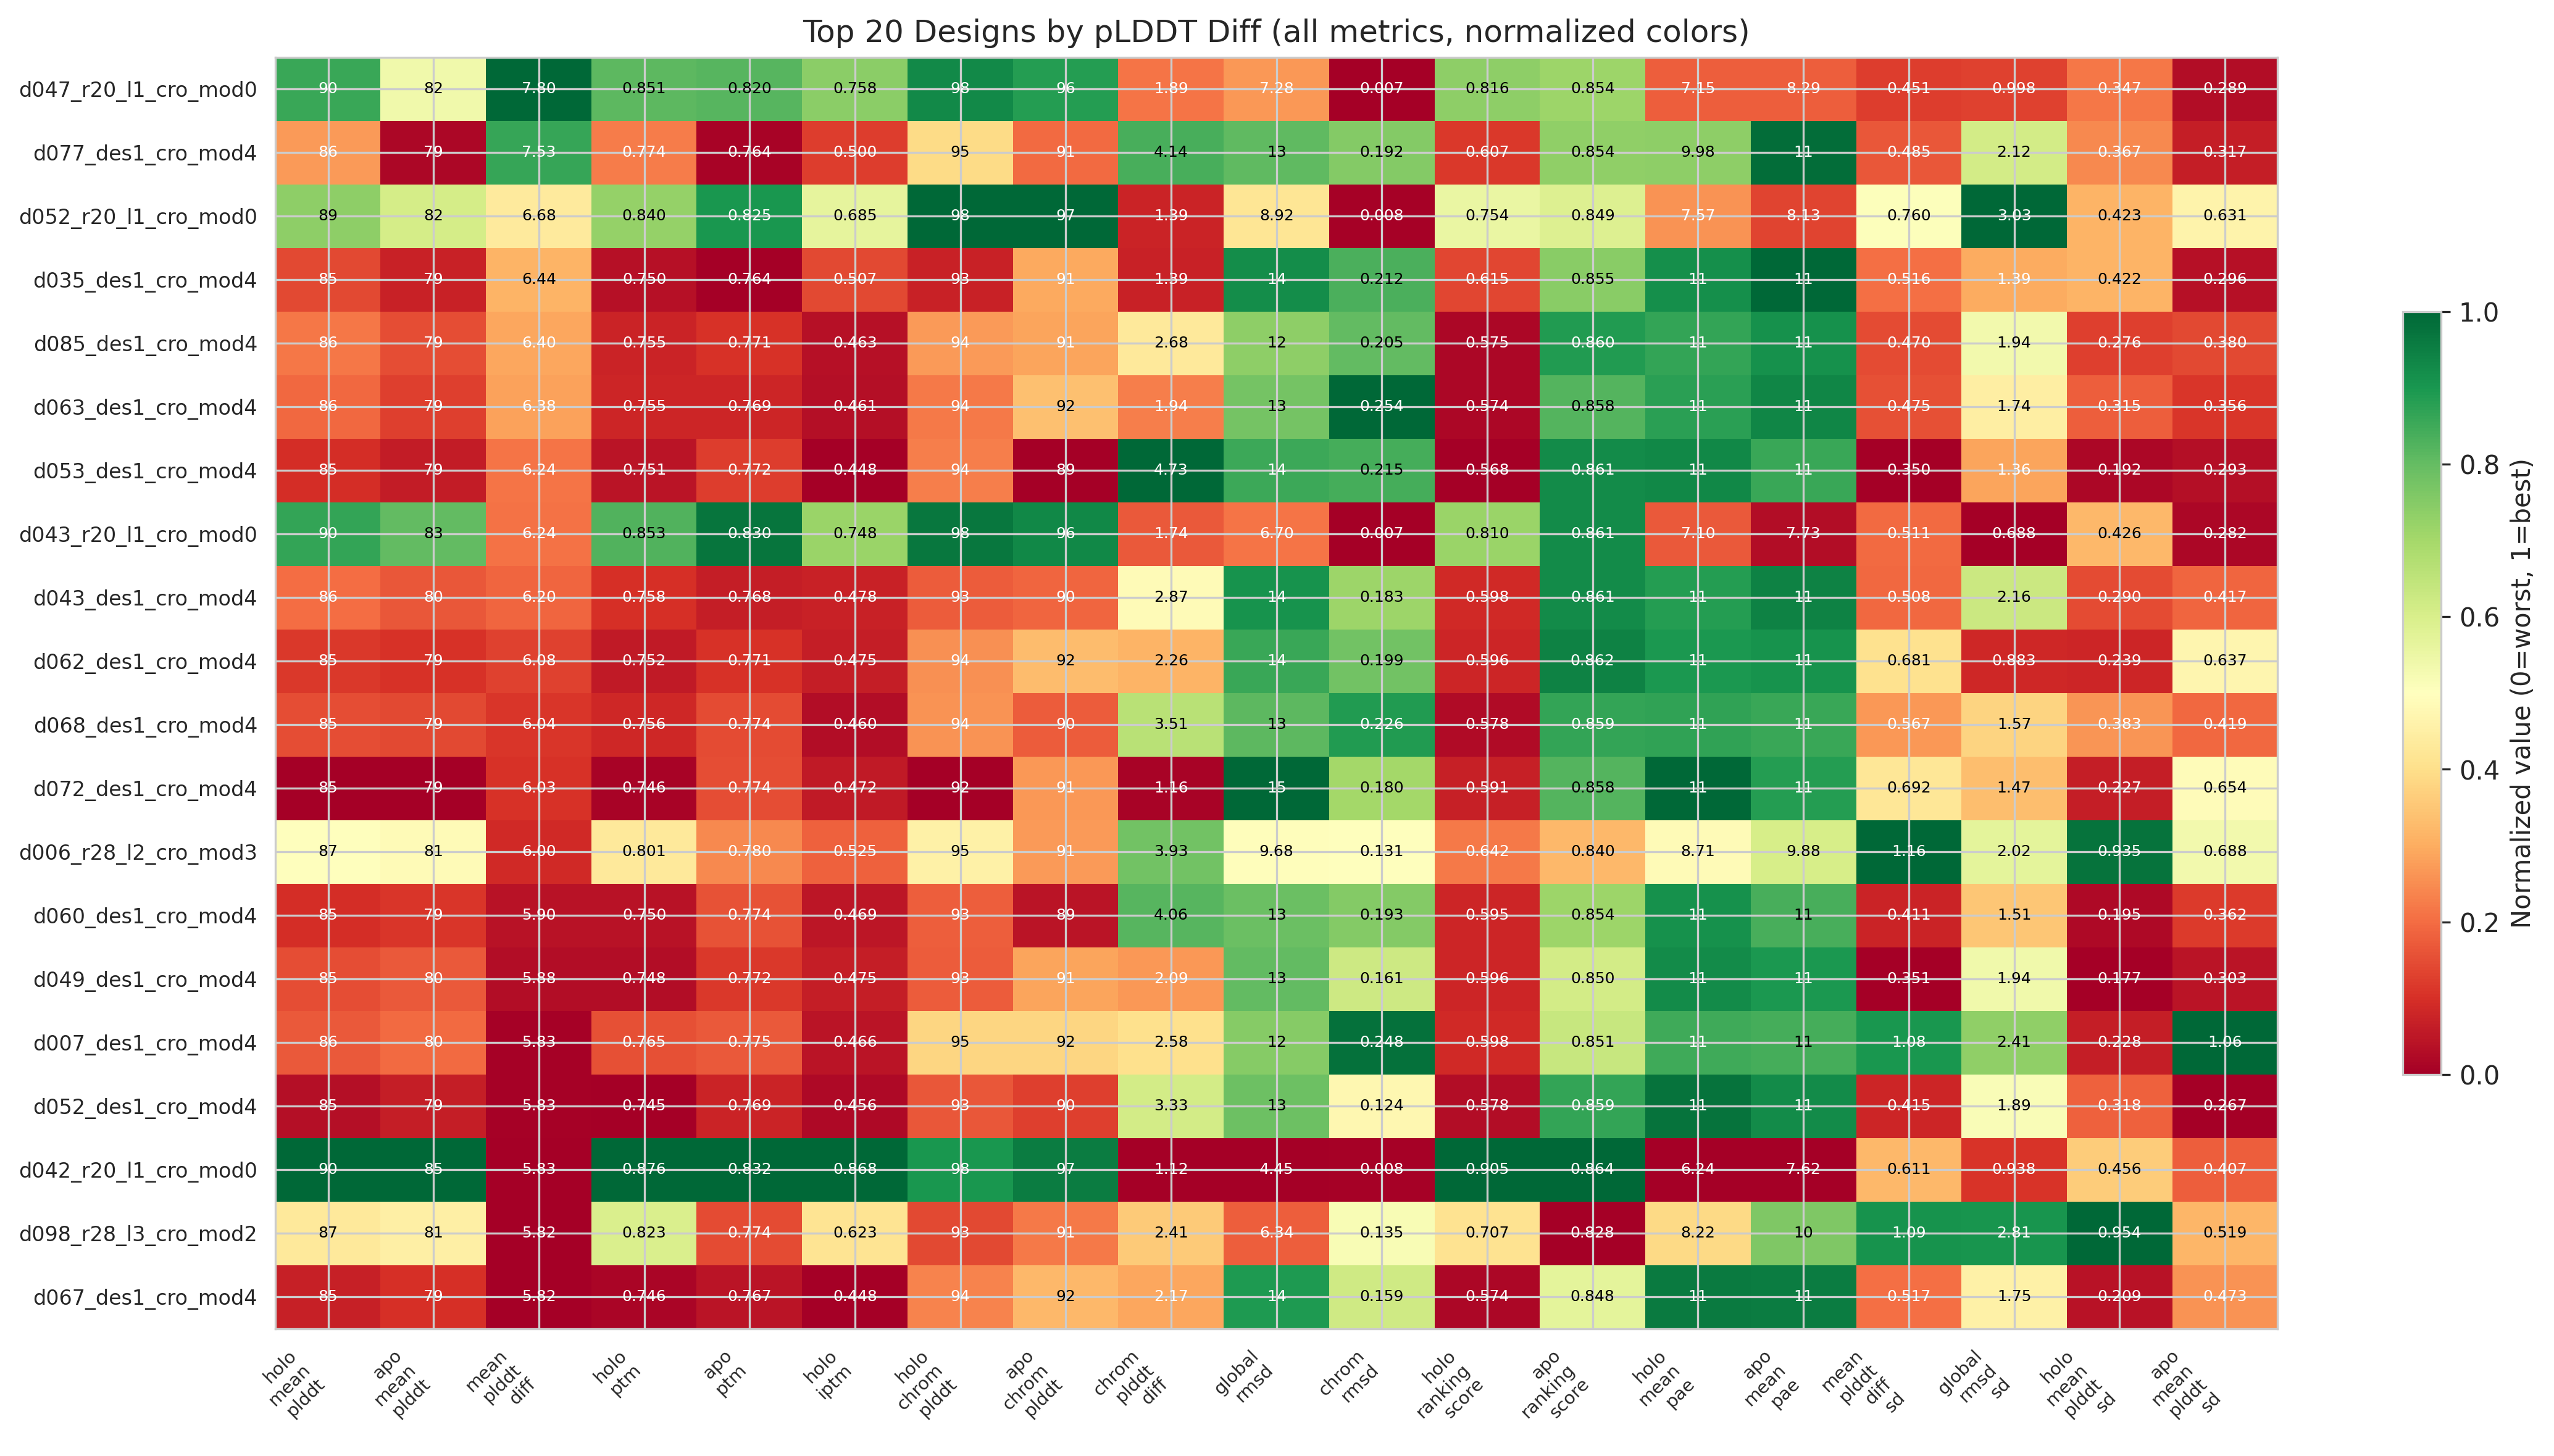 Top 20 Designs by pLDDT Diff (all metrics, normalized colors)
d047_r20_l1_cro_mod0 90 82 7.80 0.851 0.820 0.758 98 96 1.89 7.28 0.007 0.816 0.854 7.15 8.29 0.451 0.998 0.347 0.289
d077_des1_cro_mod4 86 79 7.53 0.774 0.764 0.500 95 91 4.14 13 0.192 0.607 0.854 9.98 11 0.485 2.12 0.367 0.317
d052_r20_l1_cro_mod0 89 82 6.68 0.840 0.825 0.685 98 97 1.39 8.92 0.008 0.754 0.849 7.57 8.13 0.760 3.03 0.423 0.631
d035_des1_cro_mod4 85 79 6.44 0.750 0.764 0.507 93 91 1.39 14 0.212 0.615 0.855 11 11 0.516 1.39 0.422 0.296
d085_des1_cro_mod4 86 79 6.40 0.755 0.771 0.463 94 91 2.68 12 0.205 0.575 0.860 11 11 0.470 1.94 0.276 0.380
d063_des1_cro_mod4 86 79 6.38 0.755 0.769 0.461 94 92 1.94 13 0.254 0.574 0.858 11 11 0.475 1.74 0.315 0.356
d053_des1_cro_mod4 85 79 6.24 0.751 0.772 0.448 94 89 4.73 14 0.215 0.568 0.861 11 11 0.350 1.36 0.192 0.293
d043_r20_l1_cro_mod0 90 83 6.24 0.853 0.830 0.748 98 96 1.74 6.70 0.007 0.810 0.861 7.10 7.73 0.511 0.688 0.426 0.282
d043_des1_cro_mod4 86 80 6.20 0.758 0.768 0.478 93 90 2.87 14 0.183 0.598 0.861 11 11 0.508 2.16 0.290 0.417
d062_des1_cro_mod4 85 79 6.08 0.752 0.771 0.475 94 92 2.26 14 0.199 0.596 0.862 11 11 0.681 0.883 0.239 0.637
d068_des1_cro_mod4 85 79 6.04 0.756 0.774 0.460 94 90 3.51 13 0.226 0.578 0.859 11 11 0.567 1.57 0.383 0.419
d072_des1_cro_mod4 85 79 6.03 0.746 0.774 0.472 92 91 1.16 15 0.180 0.591 0.858 11 11 0.692 1.47 0.227 0.654
d006_r28_l2_cro_mod3 87 81 6.00 0.801 0.780 0.525 95 91 3.93 9.68 0.131 0.642 0.840 8.71 9.88 1.16 2.02 0.935 0.688
d060_des1_cro_mod4 85 79 5.90 0.750 0.774 0.469 93 89 4.06 13 0.193 0.595 0.854 11 11 0.411 1.51 0.195 0.362
d049_des1_cro_mod4 85 80 5.88 0.748 0.772 0.475 93 91 2.09 13 0.161 0.596 0.850 11 11 0.351 1.94 0.177 0.303
d007_des1_cro_mod4 86 80 5.83 0.765 0.775 0.466 95 92 2.58 12 0.248 0.598 0.851 11 11 1.08 2.41 0.228 1.06
d052_des1_cro_mod4 85 79 5.83 0.745 0.769 0.456 93 90 3.33 13 0.124 0.578 0.859 11 11 0.415 1.89 0.318 0.267
d042_r20_l1_cro_mod0 90 85 5.83 0.876 0.832 0.868 98 97 1.12 4.45 0.008 0.905 0.864 6.24 7.62 0.611 0.938 0.456 0.407
d098_r28_l3_cro_mod2 87 81 5.82 0.823 0.774 0.623 93 91 2.41 6.34 0.135 0.707 0.828 8.22 10 1.09 2.81 0.954 0.519
d067_des1_cro_mod4 85 79 5.82 0.746 0.767 0.448 94 92 2.17 14 0.159 0.574 0.848 11 11 0.517 1.75 0.209 0.473
holo mean plddt
apo mean plddt
mean plddt diff
holo ptm
apo ptm
holo iptm
holo chrom plddt
apo chrom plddt
chrom plddt diff
global rmsd
chrom rmsd
holo ranking score
apo ranking score
holo mean pae
apo mean pae
mean plddt diff sd
global rmsd sd
holo mean plddt sd
apo mean plddt sd
1.0
0.8
0.6
0.4
0.2
0.0
Normalized value (0=worst, 1=best)